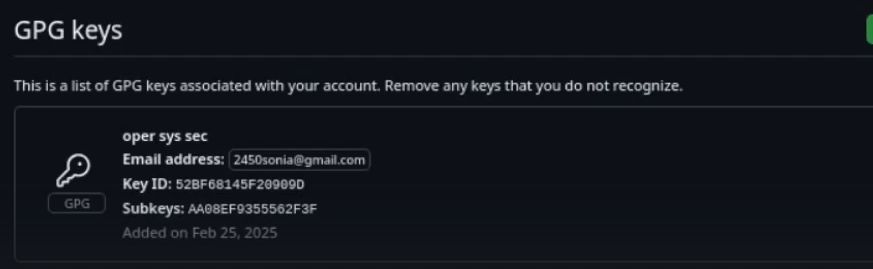 GPG keys
This is a list of GPG keys associated with your account. Remove any keys that you do not recognize.
oper sys sec
Email address: 2450sonia@gmail.com
Key ID: 52BF68145F20909D
GPG
Subkeys: AA08EF9355562F3F
Added on Feb 25, 2025